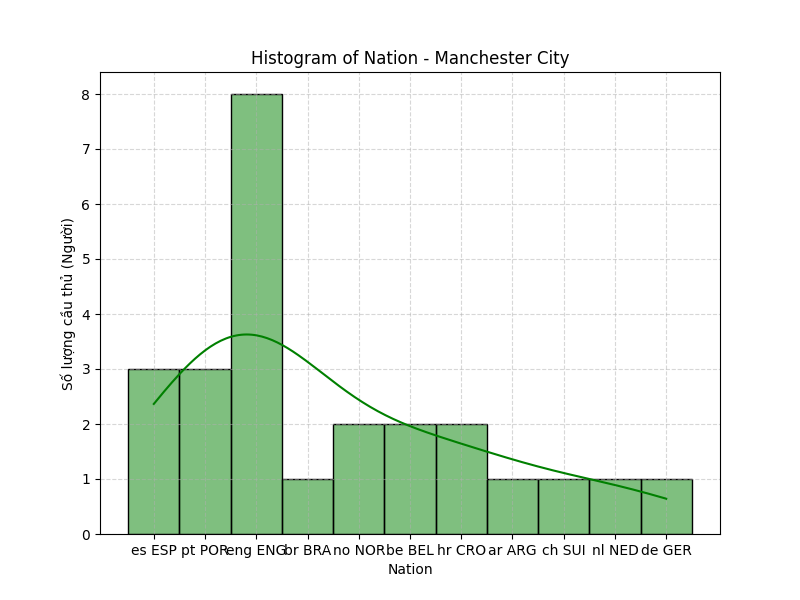 Histogram of Nation - Manchester City
Số lượng cầu thủ (Người)
8
7
6
5
4
3
2
1
0
es ESP pt POR eng ENG br BRA no NOR be BEL hr CRO ar ARG ch SUI nl NED de GER
Nation